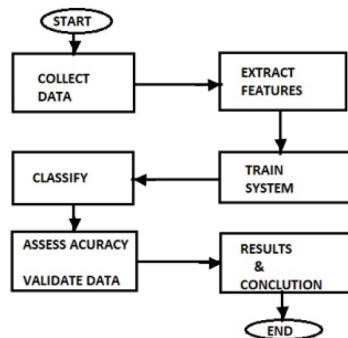 START
COLLECT
DATA
EXTRACT
FEATURES
TRAIN
SYSTEM
CLASSIFY
ASSESS ACURACY
VALIDATE DATA
RESULTS
&
CONCLUTION
END